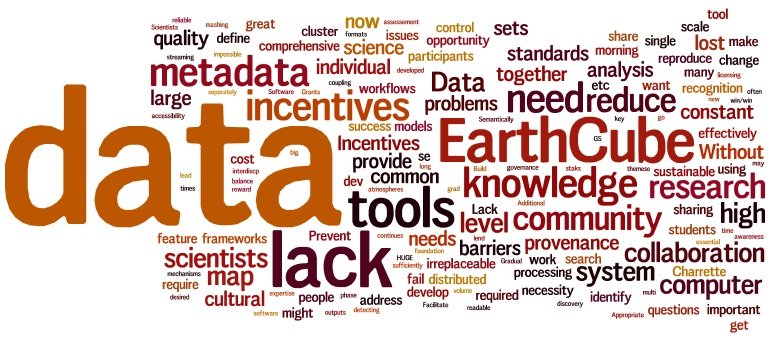 reliable
Scientists
mashing
great
now
assessement
control
sets
tool
scale
quality
define
cluster
formats
issues
opportunity
share
single
lost
make
streaming
impossible
comprehensive
science
participants
standards
morning
reproduce
change
metadata
individual
developed
Data
together
analysis
many
licensing
large
separately
Software
Grants
coupling
workflows
problems
need
etc
reduce
want
recognition
often
accessibility
incentives
success
models
Semantically
key
go
new
win/win
constant
data
big
Incentives
EarthCube
GS
effectively
cost
interdiscp
provide
se
long
Without
may
lead
times
balance
reward
dev
common
atmospheres
grad
Build
governance
staks
themese
sustainable
using
knowledge
research
tools
Lack
Additional
level
community
sharing
high
students
time
awareness
feature
frameworks
Prevent
continues
needs
foundation
lend
barriers
provenance
essential
collaboration
scientists
lack
HUGE
sufficiently
irreplaceable
Gradual
work
search
mechanisms
map
fail
distributed
processing
system
Charrette
require
desired
cultural
expertise
people
phase
address
develop
volume
required
necessity
identify
multi
computer
software
might
outputs
detecting
Facilitate
readable
discovery
Appropriate
questions
important
get